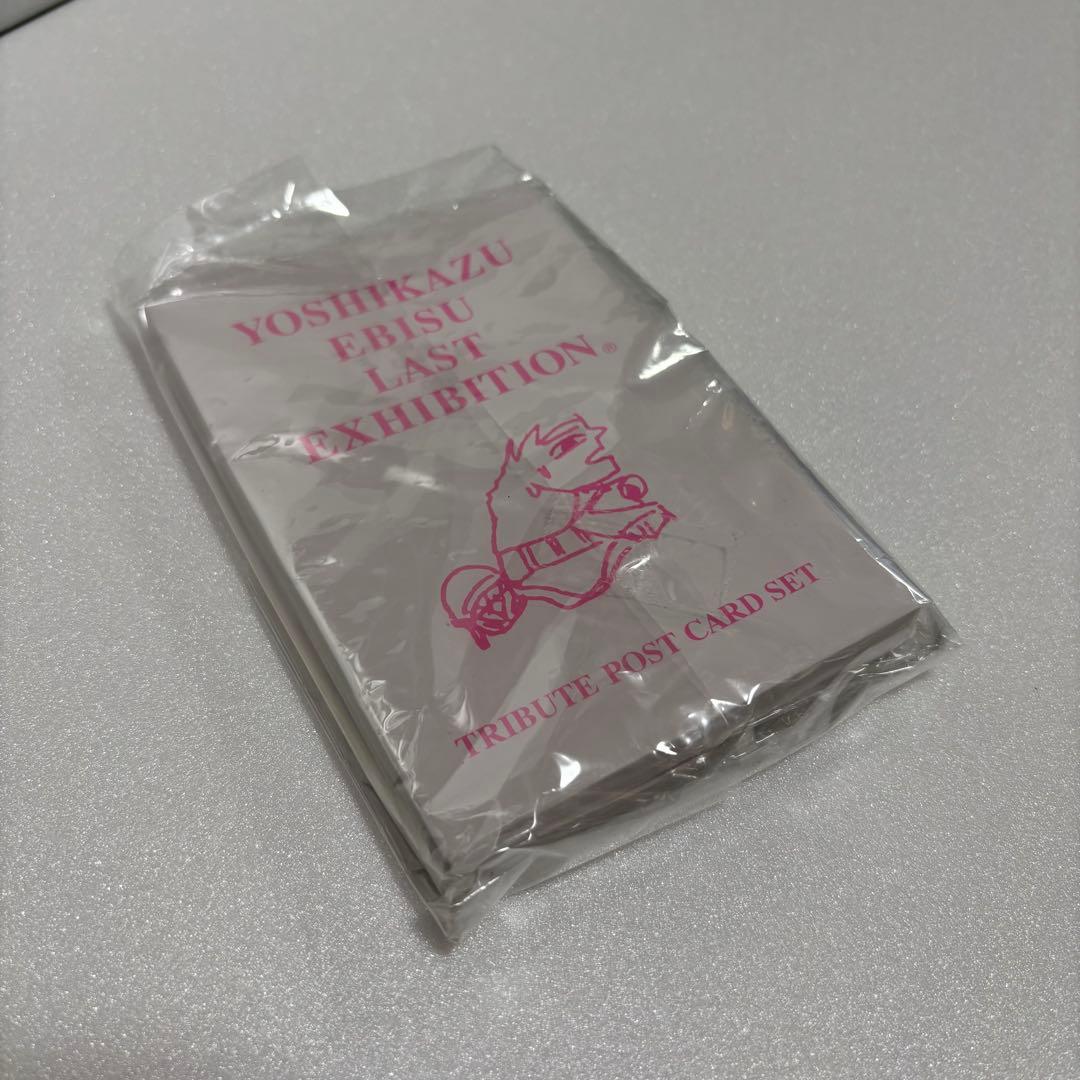 YOSHIKAZU
EBISU
LAST
EXHIBITION®
TRIBUTE POST CARD SET